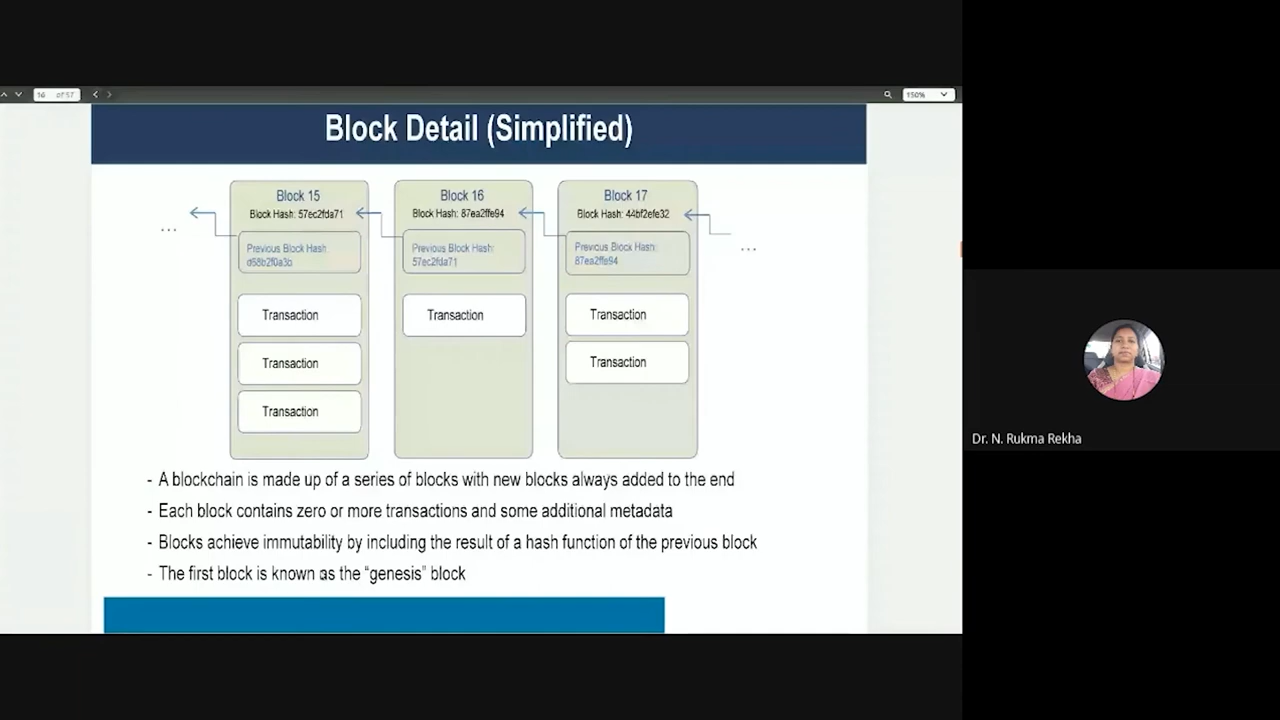 16 of 57
150%
Block Detail (Simplified)
Block 15
Block Hash: 57ec2fda71
Previous Block Hash
d68b2f0a3b
Transaction
Transaction
Transaction
Block 16
Block Hash: 87ea2ffe94
Previous Block Hash:
57ec2fda71
Transaction
Block 17
Block Hash: 44bf2efe32
Previous Block Hash:
87ea2ffe94
Transaction
Transaction
...
...
- A blockchain is made up of a series of blocks with new blocks always added to the end
- Each block contains zero or more transactions and some additional metadata
- Blocks achieve immutability by including the result of a hash function of the previous block
- The first block is known as the “genesis” block
Dr. N. Rukma Rekha